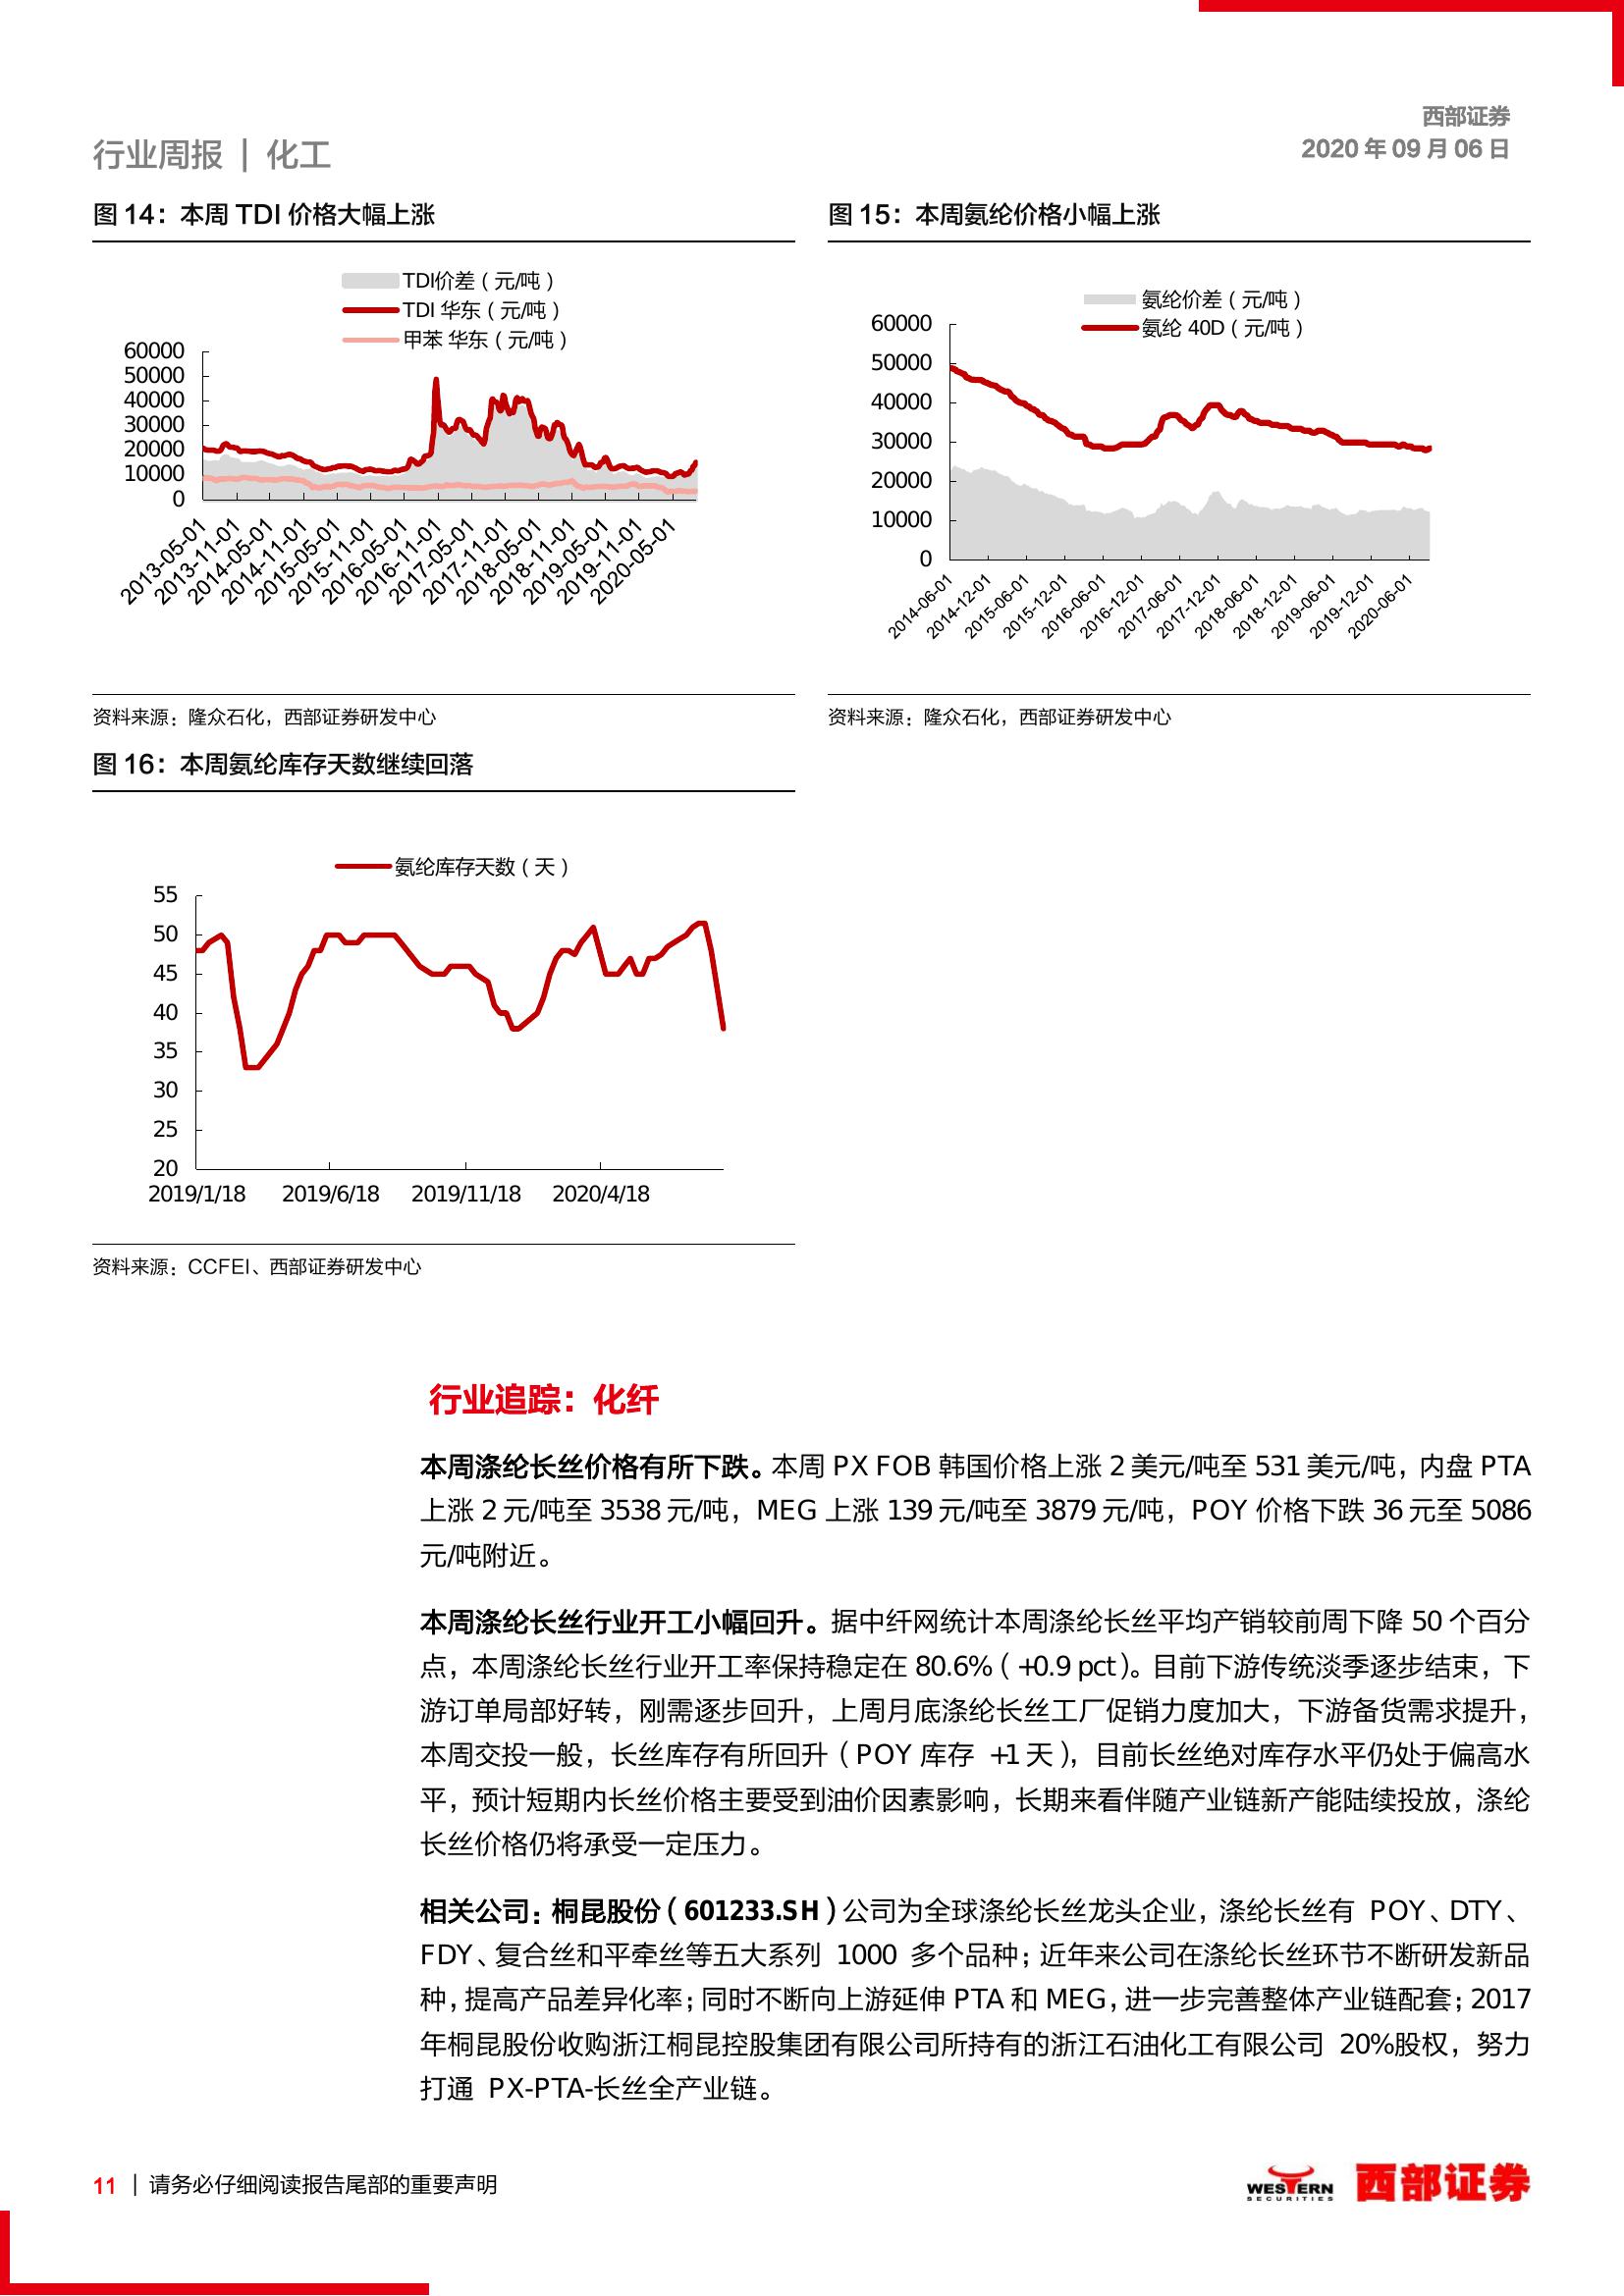 西部证券
行业周报 | 化工
2020 年 09 月 06 日
图 14：本周 TDI 价格大幅上涨
TDI价差（元/吨）
TDI 华东（元/吨）
甲苯 华东（元/吨）
60000
50000
40000
30000
20000
10000
0
2013-05-01
2013-11-01
2014-05-01
2014-11-01
2015-05-01
2015-11-01
2016-05-01
2016-11-01
2017-05-01
2017-11-01
2018-05-01
2018-11-01
2019-05-01
2019-11-01
2020-05-01
资料来源：隆众石化，西部证券研发中心
图 15：本周氨纶价格小幅上涨
氨纶价差（元/吨）
氨纶 40D（元/吨）
60000
50000
40000
30000
20000
10000
0
2014-06-01
2014-12-01
2015-06-01
2015-12-01
2016-06-01
2016-12-01
2017-06-01
2017-12-01
2018-06-01
2018-12-01
2019-06-01
2019-12-01
2020-06-01
资料来源：隆众石化，西部证券研发中心
图 16：本周氨纶库存天数继续回落
氨纶库存天数（天）
55
50
45
40
35
30
25
20
2019/1/18 2019/6/18 2019/11/18 2020/4/18
资料来源：CCFEI、西部证券研发中心
行业追踪：化纤
本周涤纶长丝价格有所下跌。本周 PX FOB 韩国价格上涨 2 美元/吨至 531 美元/吨，内盘 PTA
上涨 2 元/吨至 3538 元/吨，MEG 上涨 139 元/吨至 3879 元/吨，POY 价格下跌 36 元至 5086
元/吨附近。
本周涤纶长丝行业开工小幅回升。据中纤网统计本周涤纶长丝平均产销较前周下降 50 个百分
点，本周涤纶长丝行业开工率保持稳定在 80.6%（+0.9 pct）。目前下游传统淡季逐步结束，下
游订单局部好转，刚需逐步回升，上周月底涤纶长丝工厂促销力度加大，下游备货需求提升，
本周交投一般，长丝库存有所回升（POY 库存 +1 天），目前长丝绝对库存水平仍处于偏高水
平，预计短期内长丝价格主要受到油价因素影响，长期来看伴随产业链新产能陆续投放，涤纶
长丝价格仍将承受一定压力。
相关公司：桐昆股份（601233.SH）公司为全球涤纶长丝龙头企业，涤纶长丝有 POY、DTY、
FDY、复合丝和平牵丝等五大系列 1000 多个品种；近年来公司在涤纶长丝环节不断研发新品
种，提高产品差异化率；同时不断向上游延伸 PTA 和 MEG，进一步完善整体产业链配套；2017
年桐昆股份收购浙江桐昆控股集团有限公司所持有的浙江石油化工有限公司 20%股权，努力
打通 PX-PTA-长丝全产业链。
11 | 请务必仔细阅读报告尾部的重要声明
WESTERN
SECURITIES
西部证券